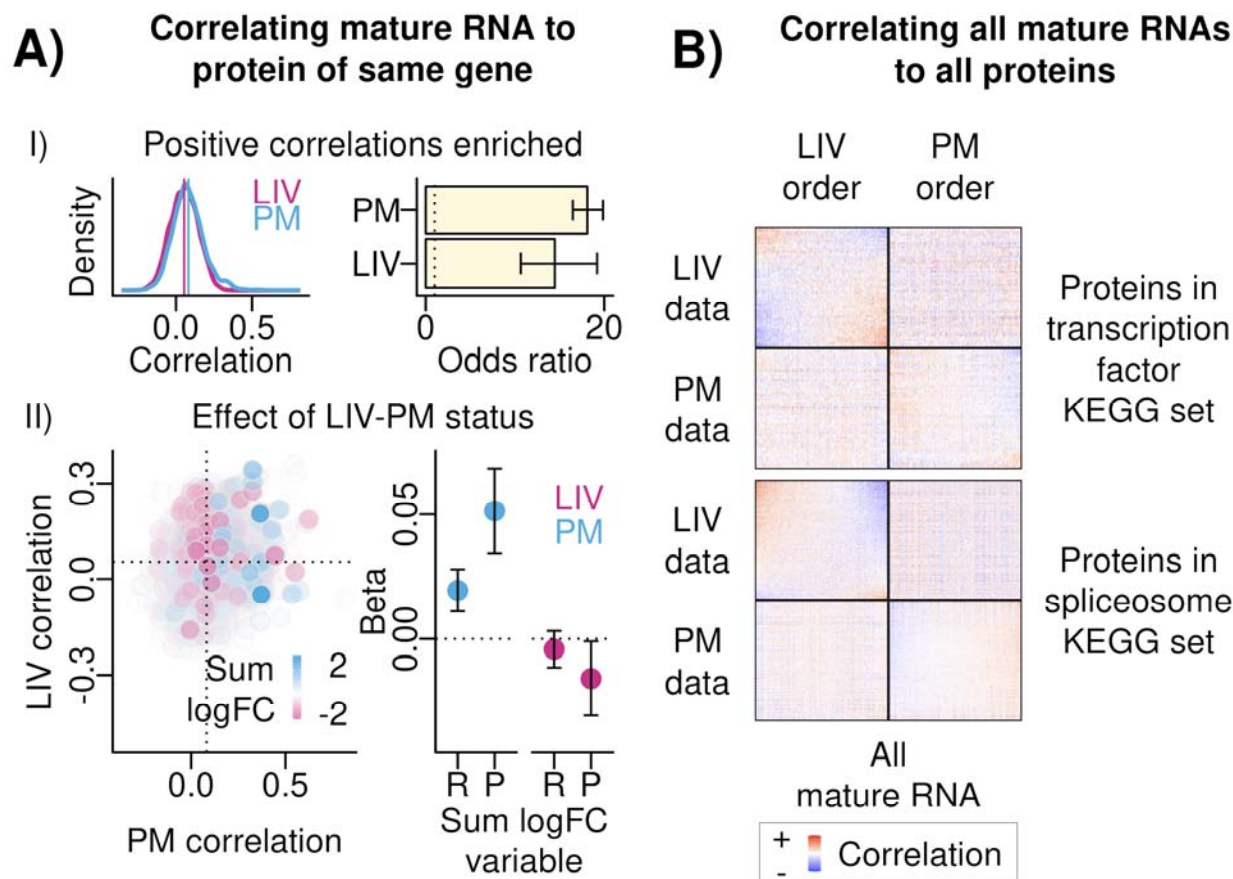 A)
Correlating mature RNA to
protein of same gene
I)
Positive correlations enriched
Density
LIV
PM
0.0
0.5
Correlation
PM
LIV
0
20
Odds ratio
II)
Effect of LIV-PM status
LIV correlation
0.3
0.0
-0.3
Sum
logFC
2
-2
0.0
0.5
PM correlation
Beta
0.05
0.00
LIV
PM
R
P
R
P
Sum logFC
variable
B)
Correlating all mature RNAs
to all proteins
LIV
order
PM
order
LIV
data
PM
data
Proteins in
transcription
factor
KEGG set
LIV
data
PM
data
Proteins in
spliceosome
KEGG set
All
mature RNA
+
-
Correlation